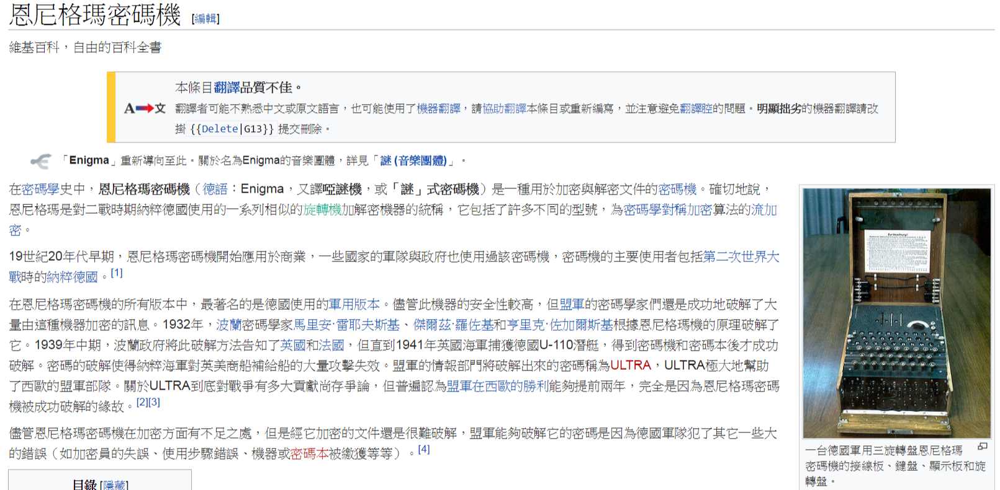 恩尼格瑪密碼機 [編輯]
維基百科，自由的百科全書
本條目翻譯品質不佳。
A 文 翻譯者可能不熟悉中文或原文語言，也可能使用了機器翻譯，請協助翻譯本條目或重新編寫，並注意避免翻譯腔的問題。明顯拙劣的機器翻譯請改
掛 {{Delete|G13}} 提交刪除。
「Enigma」重新導向至此。關於名為Enigma的音樂團體，詳見「謎 (音樂團體)」。
在密碼學史中，恩尼格瑪密碼機（德語：Enigma，又譯啞謎機，或「謎」式密碼機）是一種用於加密與解密文件的密碼機。確切地說，
恩尼格瑪是對二戰時期納粹德國使用的一系列相似的旋轉機加解密機器的統稱，它包括了許多不同的型號，為密碼學對稱加密算法的流加
密。
19世紀20年代早期，恩尼格瑪密碼機開始應用於商業，一些國家的軍隊與政府也使用過該密碼機，密碼機的主要使用者包括第二次世界大
戰時的納粹德國。[1]
在恩尼格瑪密碼機的所有版本中，最著名的是德國使用的軍用版本。儘管此機器的安全性較高，但盟軍的密碼學家們還是成功地破解了大
量由這種機器加密的訊息。1932年，波蘭密碼學家馬里安·雷耶夫斯基、傑爾茲·羅佐基和亨里克·佐加爾斯基根據恩尼格瑪機的原理破解了
它。1939年中期，波蘭政府將此破解方法告知了英國和法國，但直到1941年英國海軍捕獲德國U-110潛艇，得到密碼機和密碼本後才成功
破解。密碼的破解使得納粹海軍對英美商船補給船的大量攻擊失效。盟軍的情報部門將破解出來的密碼稱為ULTRA，ULTRA極大地幫助
了西歐的盟軍部隊。關於ULTRA到底對戰爭有多大貢獻尚存爭論，但普遍認為盟軍在西歐的勝利能夠提前兩年，完全是因為恩尼格瑪密碼
機被成功破解的緣故。[2][3]
儘管恩尼格瑪密碼機在加密方面有不足之處，但是經它加密的文件還是很難破解，盟軍能夠破解它的密碼是因為德國軍隊犯了其它一些大
的錯誤（如加密員的失誤、使用步驟錯誤、機器或密碼本被繳獲等等）。[4]
目錄 [隱藏]
Zur Beachtung!
一台德國軍用三旋轉盤恩尼格瑪
密碼機的接線板、鍵盤、顯示板和旋
轉盤。